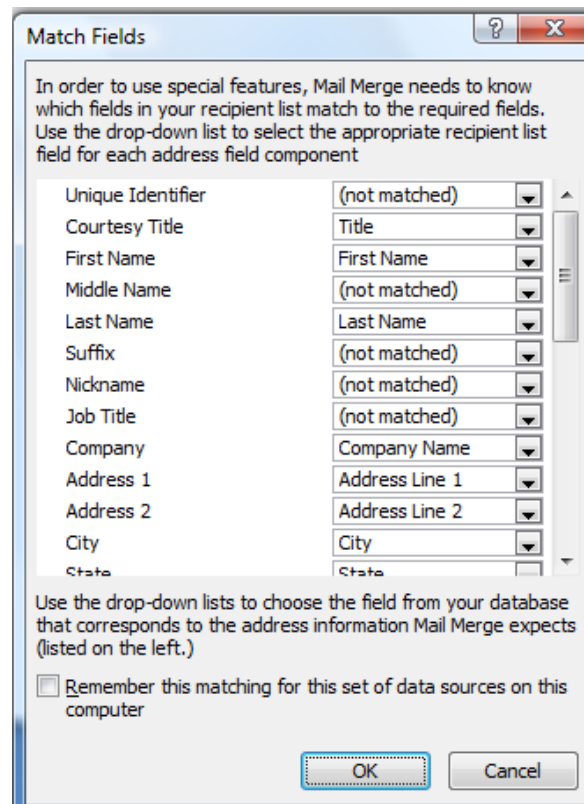 Match Fields
In order to use special features, Mail Merge needs to know
which fields in your recipient list match to the required fields.
Use the drop-down list to select the appropriate recipient list
field for each address field component
Unique Identifier (not matched)
Courtesy Title Title
First Name First Name
Middle Name (not matched)
Last Name Last Name
Suffix (not matched)
Nickname (not matched)
Job Title (not matched)
Company Company Name
Address 1 Address Line 1
Address 2 Address Line 2
City City
State State
Use the drop-down lists to choose the field from your database
that corresponds to the address information Mail Merge expects
(listed on the left.)
Remember this matching for this set of data sources on this
computer
OK Cancel